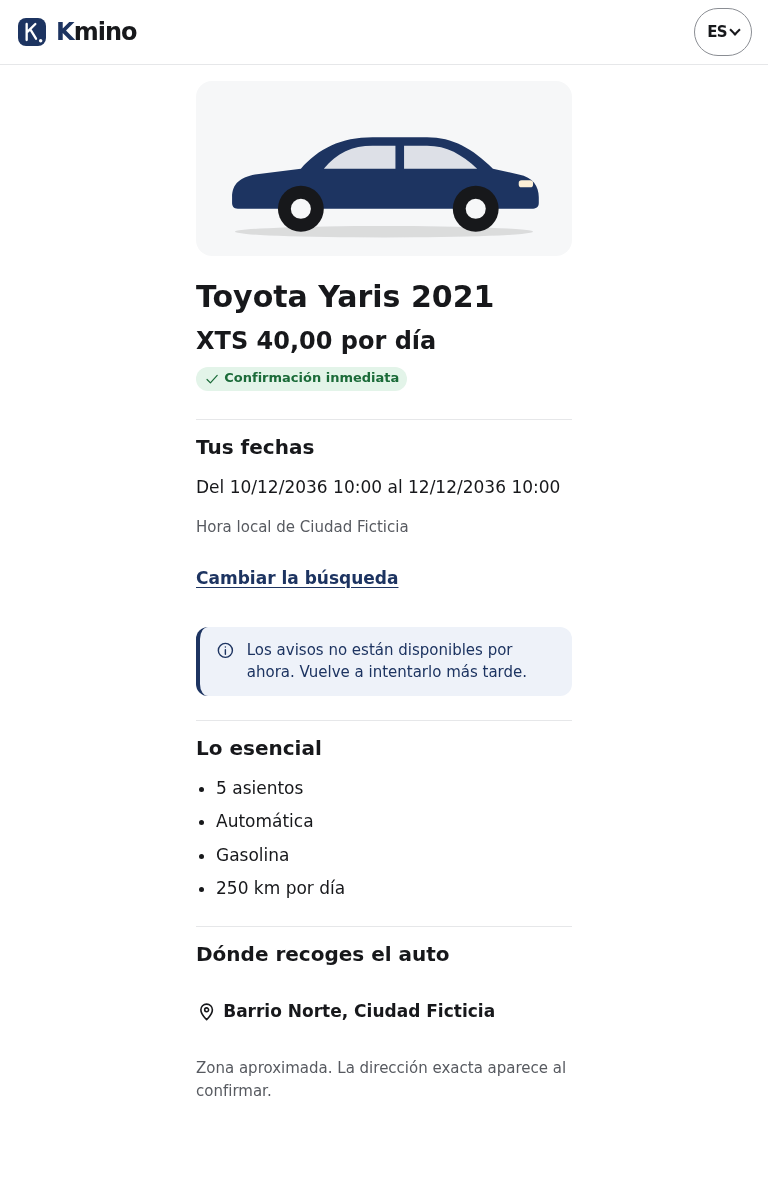 K. Kmino
ES
Toyota Yaris 2021
XTS 40,00 por día
Confirmación inmediata
Tus fechas
Del 10/12/2036 10:00 al 12/12/2036 10:00
Hora local de Ciudad Ficticia
Cambiar la búsqueda
Los avisos no están disponibles por
ahora. Vuelve a intentarlo más tarde.
Lo esencial
• 5 asientos
• Automática
• Gasolina
• 250 km por día
Dónde recoges el auto
Barrio Norte, Ciudad Ficticia
Zona aproximada. La dirección exacta aparece al
confirmar.